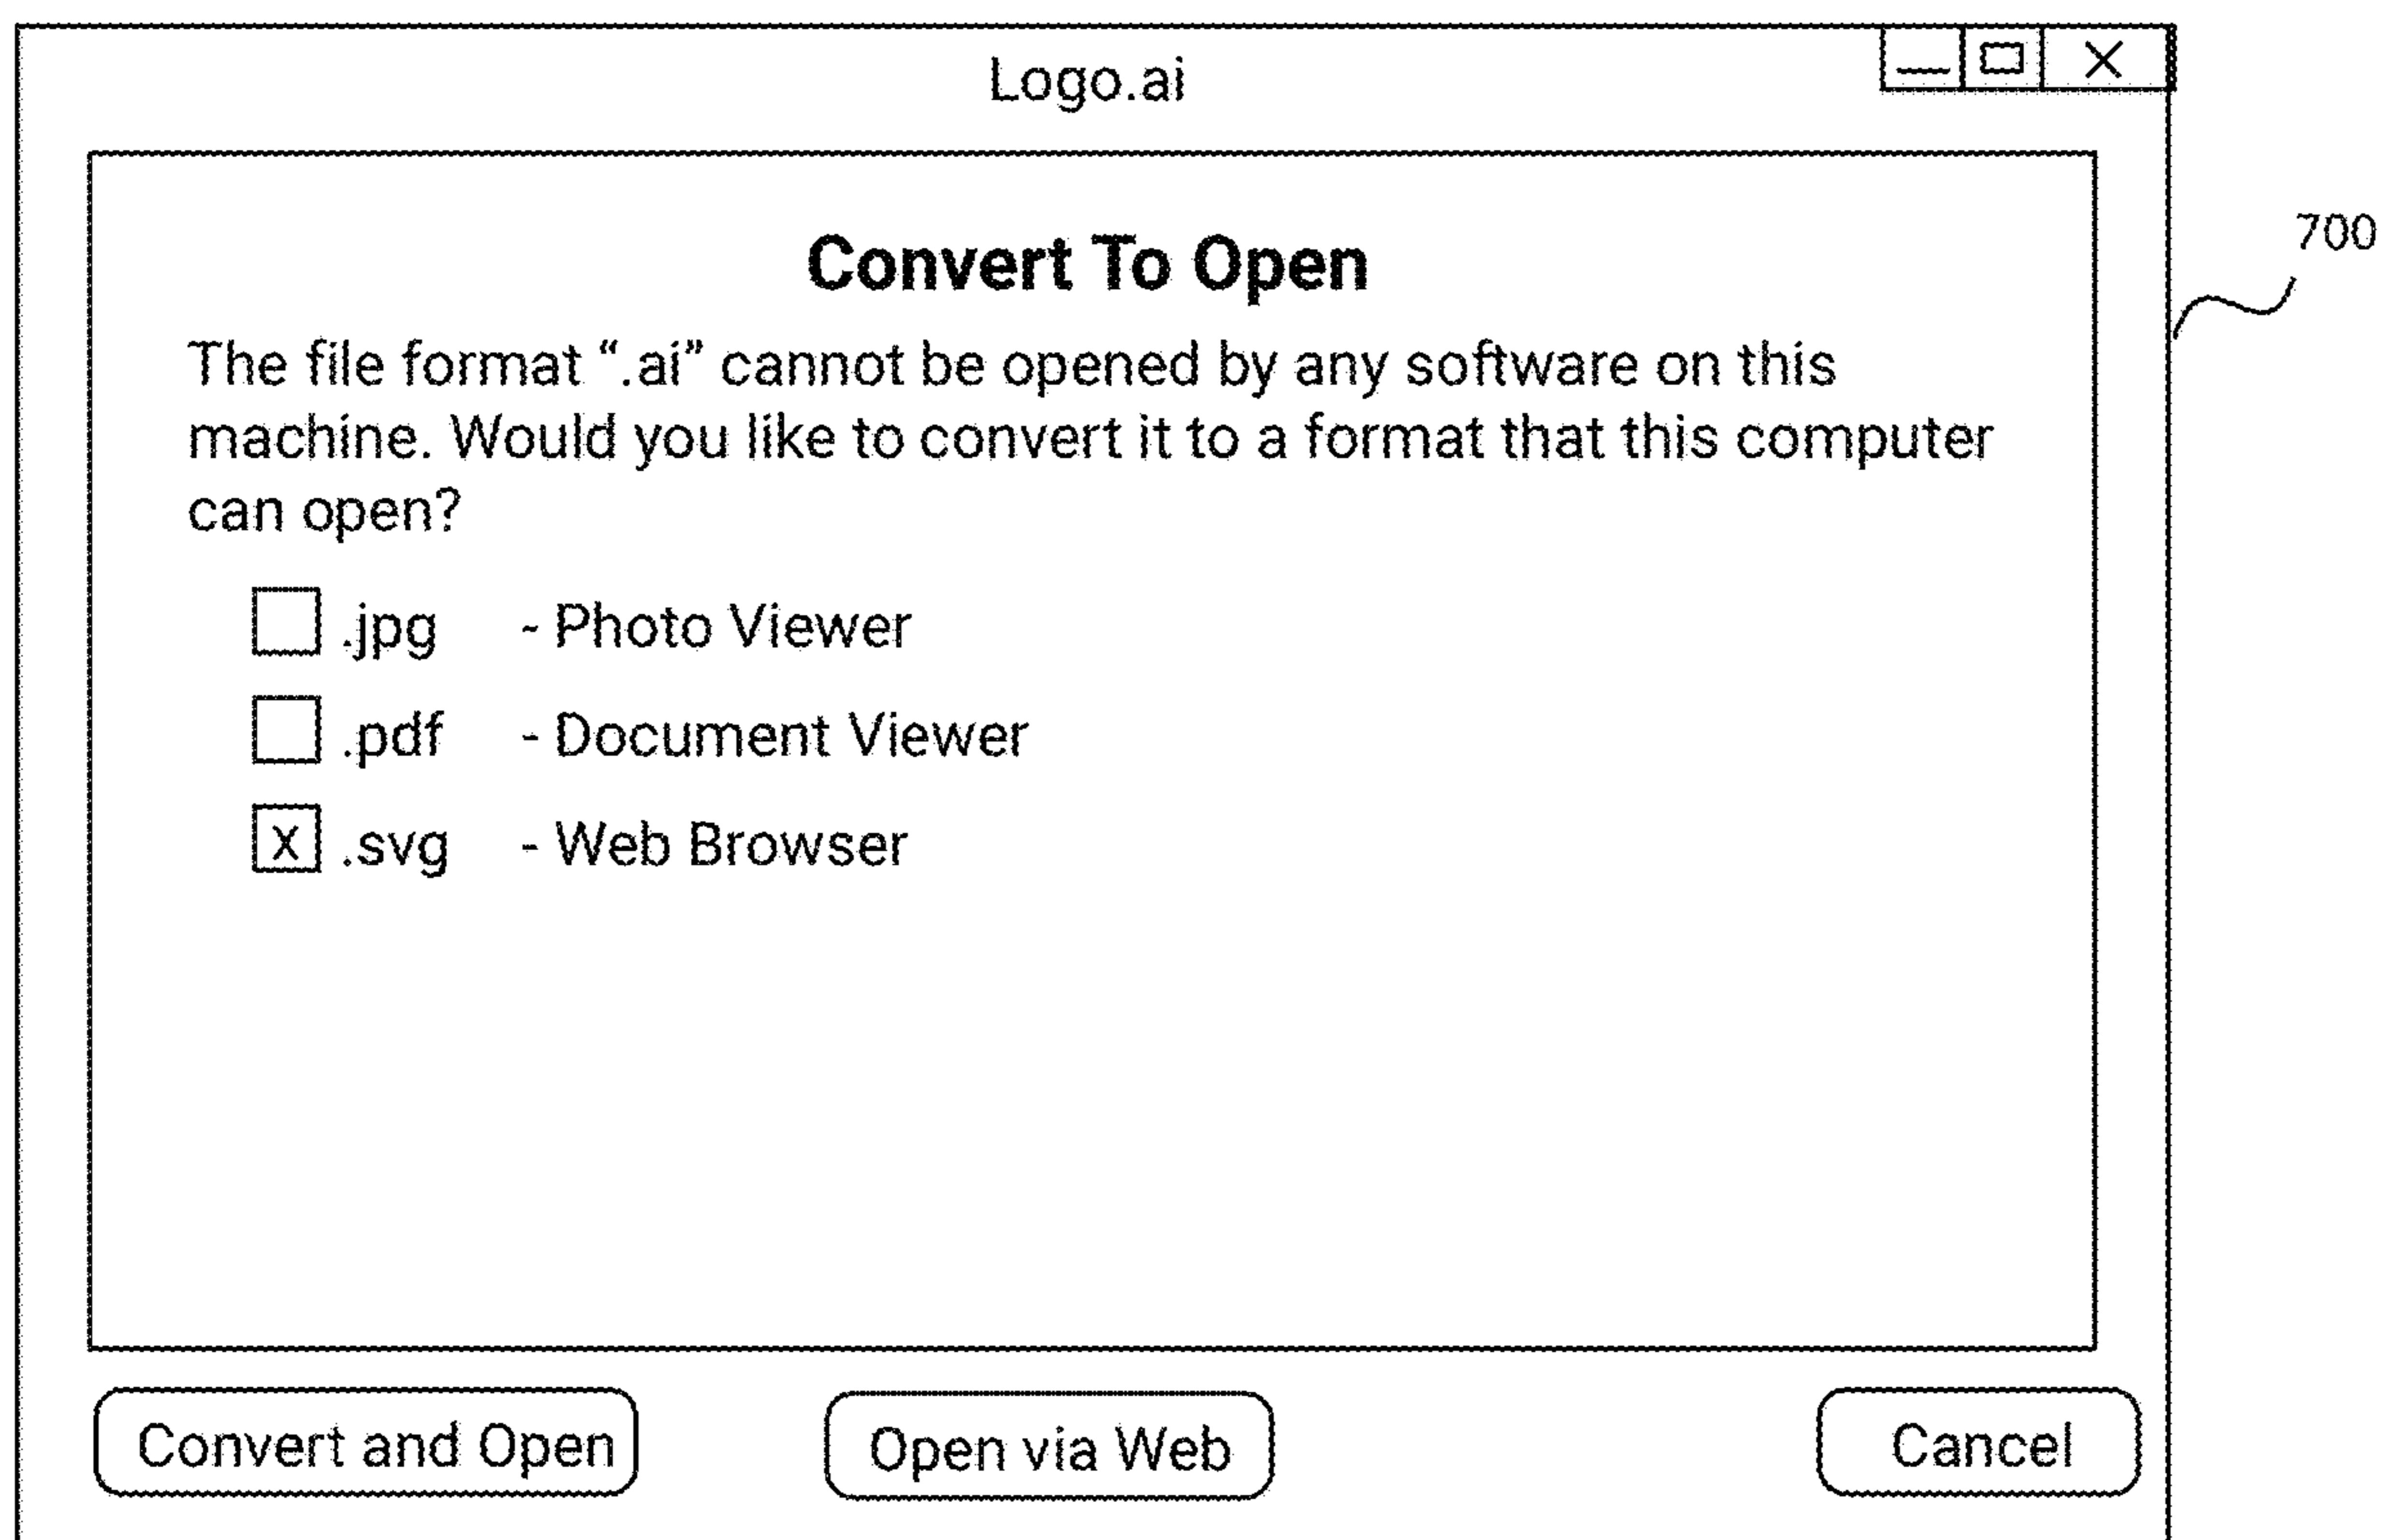 Logo.ai
700
Convert To Open
The file format “.ai” cannot be opened by any software on this
machine. Would you like to convert it to a format that this computer
can open?
.jpg - Photo Viewer
.pdf - Document Viewer
x .svg - Web Browser
Convert and Open
Open via Web
Cancel